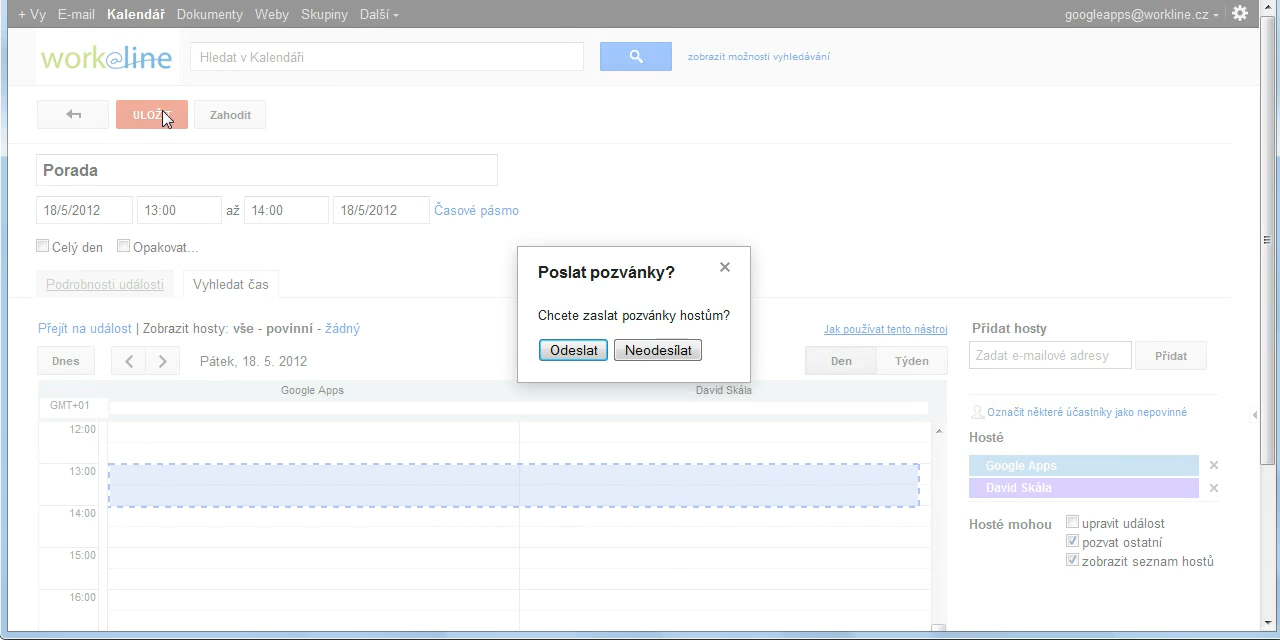 + Vy E-mail Kalendář Dokumenty Weby Skupiny Další googleapps@workline.cz
work@line Hledat v Kalendáři zobrazit možnosti vyhledávání
Zahodit
Porada
18/5/2012 13:00 až 14:00 18/5/2012 Časové pásmo
Celý den Opakovat...
Podrobnosti události Vyhledat čas
Poslat pozvánky?
Chcete zaslat pozvánky hostům?
Odeslat Neodesílat
Přejít na událost | Zobrazit hosty: vše - povinní - žádný Jak používat tento nástroj
Dnes Pátek, 18. 5. 2012 Den Týden
Google Apps David Skála
GMT+01
12:00
13:00
14:00
15:00
16:00
Přidat hosty
Zadat e-mailové adresy Přidat
Označit některé účastníky jako nepovinné
Hosté
Google Apps
David Skála
Hosté mohou upravit událost
pozvat ostatní
zobrazit seznam hostů